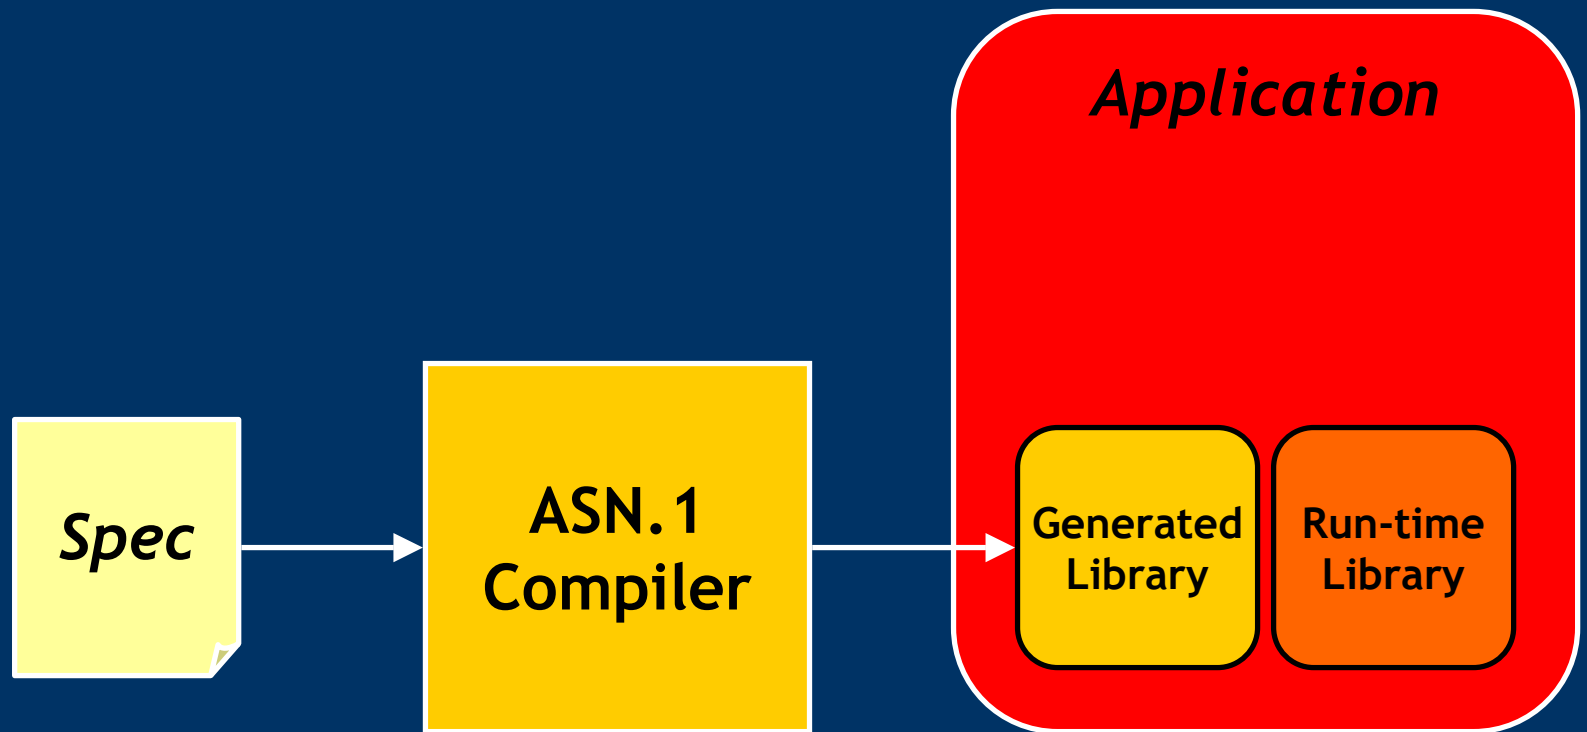 Application
Spec
ASN.1
Compiler
Generated
Library
Run-time
Library